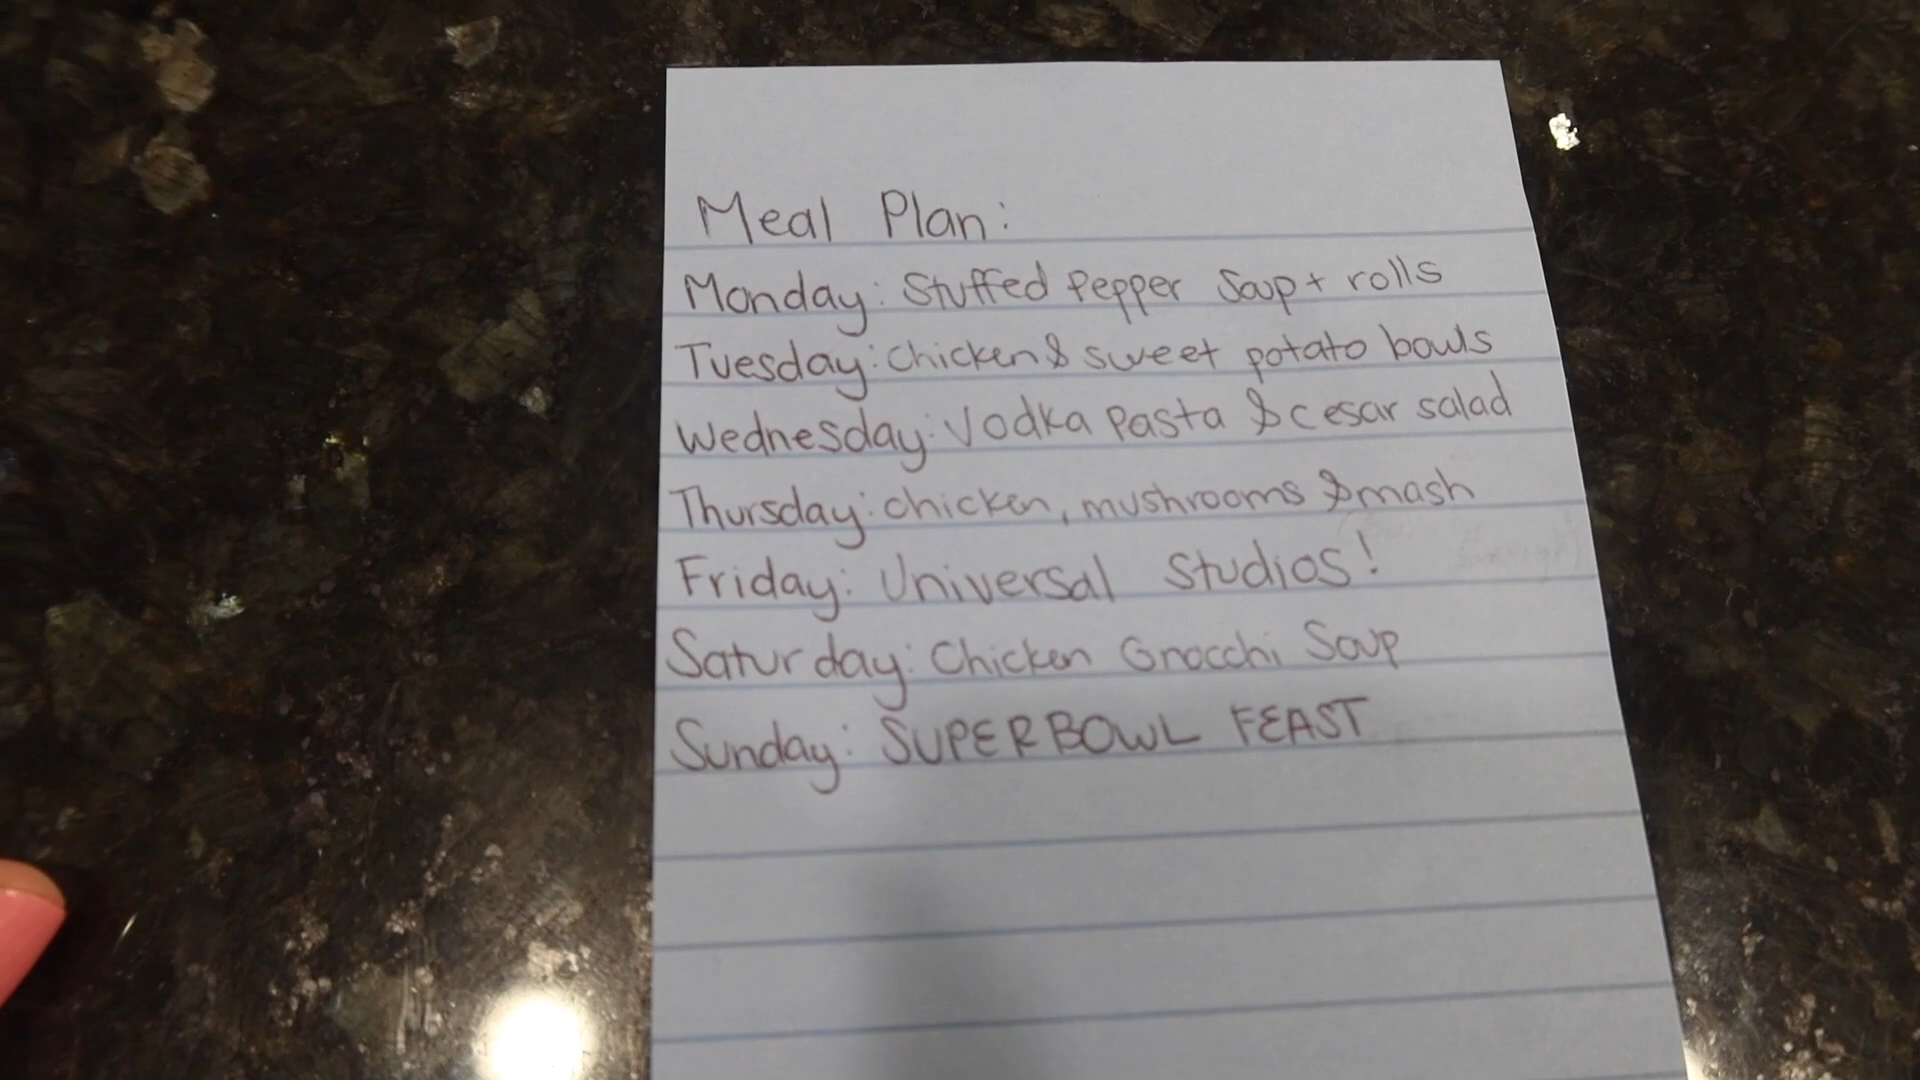 Meal Plan:
Monday: Stuffed Pepper Soup + rolls
Tuesday: chicken & sweet potato bowls
Wednesday: Vodka Pasta & cesar salad
Thursday: chicken, mushrooms & mash
Friday: Universal Studios!
Saturday: Chicken Gnocchi Soup
Sunday: SUPERBOWL FEAST